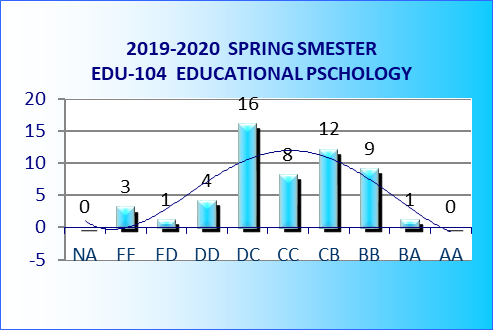 2019-2020 SPRING SMESTER
EDU-104 EDUCATIONAL PSCHOLOGY
20
15
10
5
0
-5
0 3 1 4 16 8 12 9 1 0
NA FF FD DD DC CC CB BB BA AA